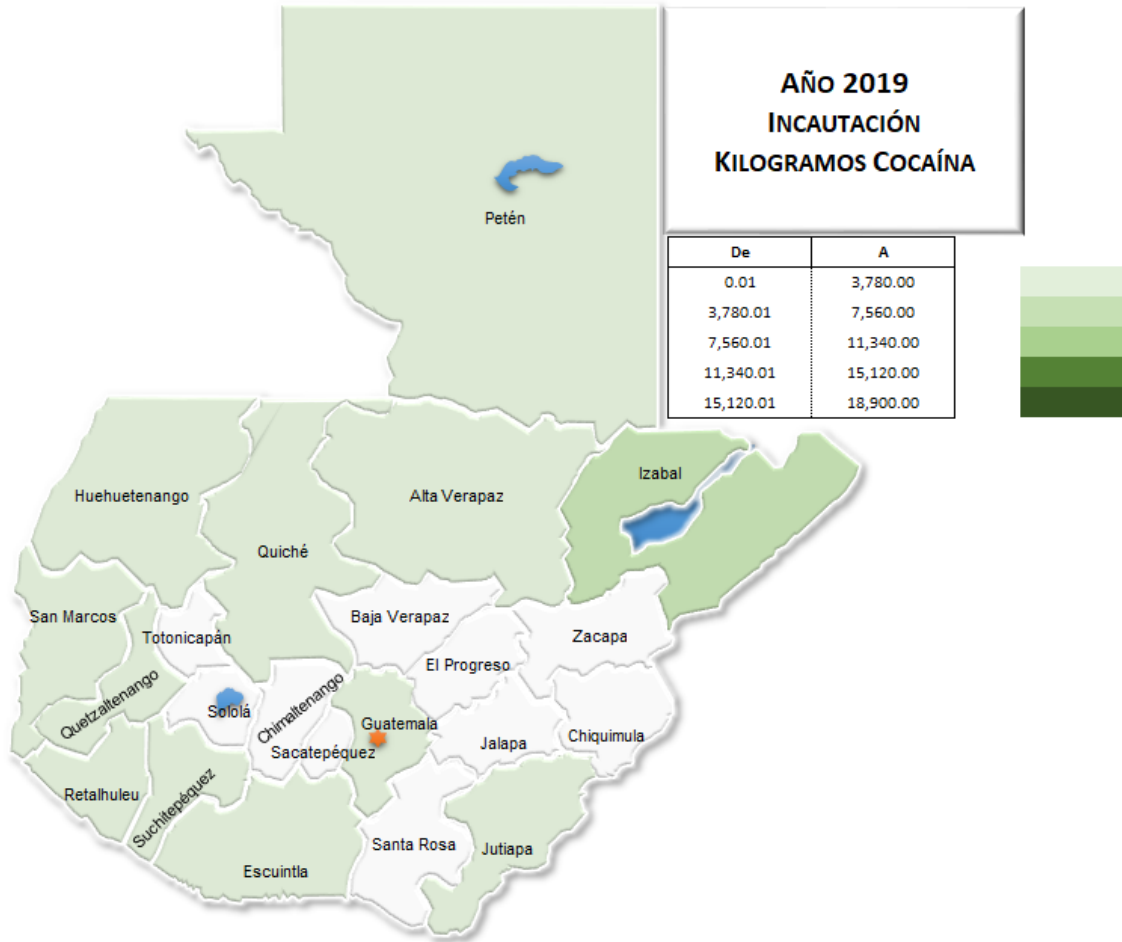 AÑO 2019
INCAUTACIÓN
KILOGRAMOS COCAÍNA
De A
0.01 3,780.00
3,780.01 7,560.00
7,560.01 11,340.00
11,340.01 15,120.00
15,120.01 18,900.00
Petén
Izabal
Huehuetenango
Alta Verapaz
Quiché
San Marcos
Baja Verapaz
Totonicapán
Zacapa
El Progreso
Quetzaltenango
Sololá
Chimaltenango
Guatemala
Sacatepéquez
Jalapa
Chiquimula
Retalhuleu
Suchitepéquez
Santa Rosa
Jutiapa
Escuintla